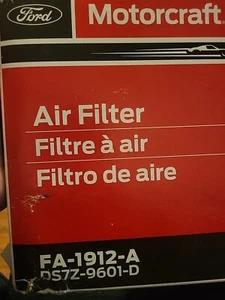 Ford
Motorcraft
Air Filter
Filtre à air
Filtro de aire
FA-1912-A
DS7Z-9601-D